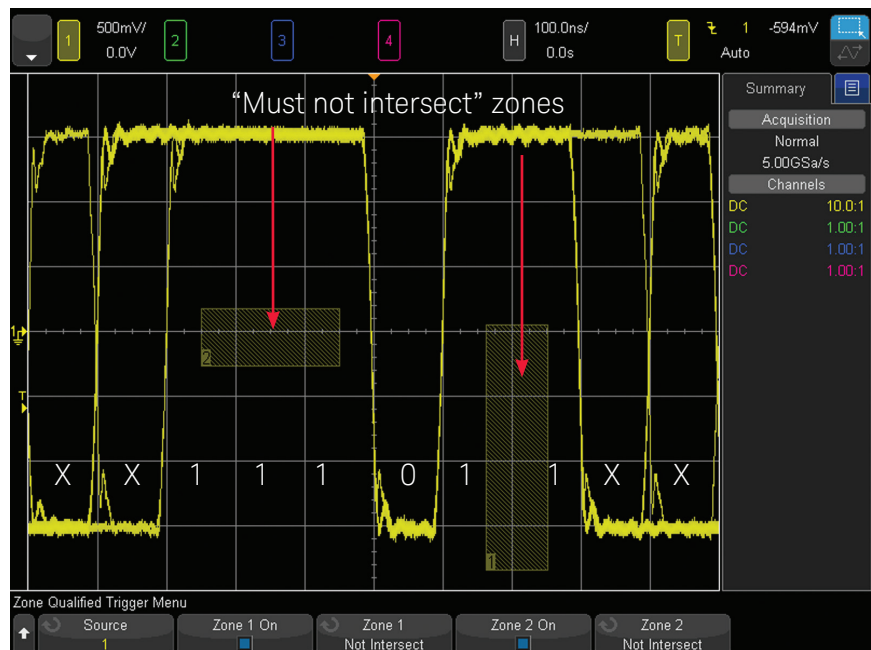 1 500mV/ 2 3 4 H 100.0ns/ T 1 -594mV
0.0V 0.0s Auto
"Must not intersect" zones
Summary
Acquisition
Normal
5.00GSa/s
Channels
DC 10.0:1
DC 1.00:1
DC 1.00:1
DC 1.00:1
1
2
T
X X 1 1 1 0 1 1 X X
1
Zone Qualified Trigger Menu
Source Zone 1 On Zone 1 Zone 2 On Zone 2
1 Not Intersect Not Intersect